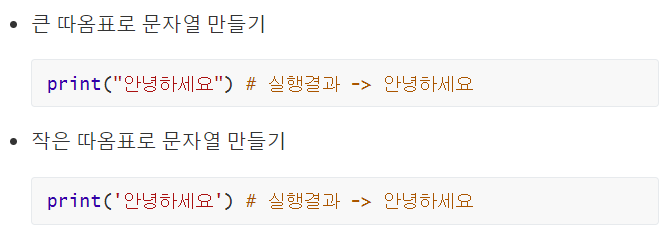 • 큰 따옴표로 문자열 만들기
print("안녕하세요") # 실행결과 -> 안녕하세요
• 작은 따옴표로 문자열 만들기
print('안녕하세요') # 실행결과 -> 안녕하세요